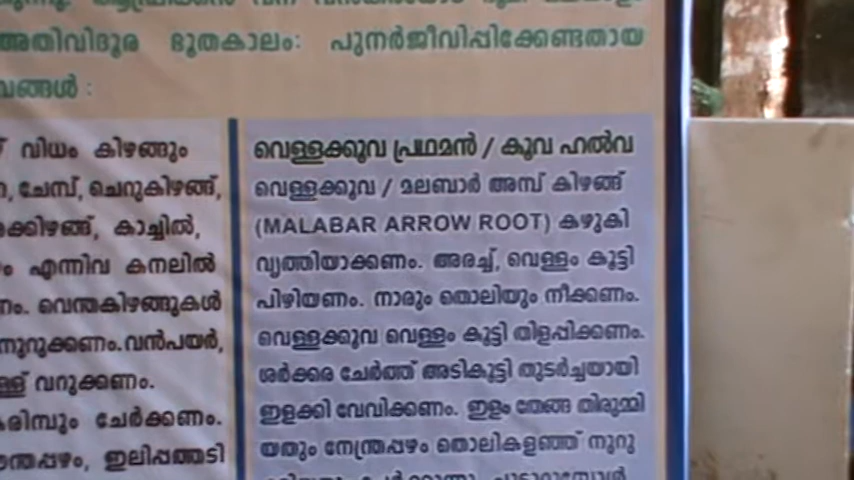 അതിവിദൂര ഭൂതകാലം: പുനർജീവിപ്പിക്കേണ്ടതായ
വിധം കിഴങ്ങും
ചേമ്പ്, ചെറുകിഴങ്ങ്,
കാച്ചിൽ,
എന്നിവ കനലിൽ
വെന്തകിഴങ്ങുകൾ
നുറുക്കണം. വൻപയർ,
വറുക്കണം.
ചേർക്കണം.
ഇലിപ്പത്തടി
വെള്ളക്കൂവ പ്രഥമൻ / കൂവ ഹൽവ
വെള്ളക്കൂവ / മലബാർ അമ്പ് കിഴങ്ങ്
(MALABAR ARROW ROOT) കഴുകി
വൃത്തിയാക്കണം. അരച്ച്, വെള്ളം കൂട്ടി
പിഴിയണം. നാരും തൊലിയും നീക്കണം.
വെള്ളക്കൂവ വെള്ളം കൂട്ടി തിളപ്പിക്കണം.
ശർക്കര ചേർത്ത് അടികൂട്ടി തുടർച്ചയായി
ഇളക്കി വേവിക്കണം. ഇളം തേങ്ങ തിരുമ്മി
യതും നേന്ത്രപ്പഴം തൊലികളഞ്ഞ് നുറു